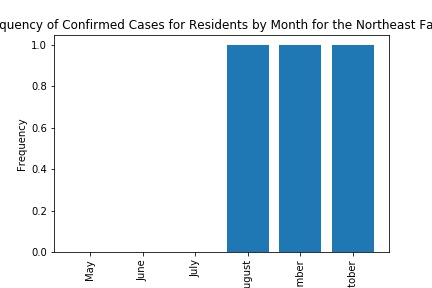 quency of Confirmed Cases for Residents by Month for the Northeast Fa
1.0
0.8
0.6
0.4
0.2
0.0
Frequency
May
June
July
ugust
mber
tober